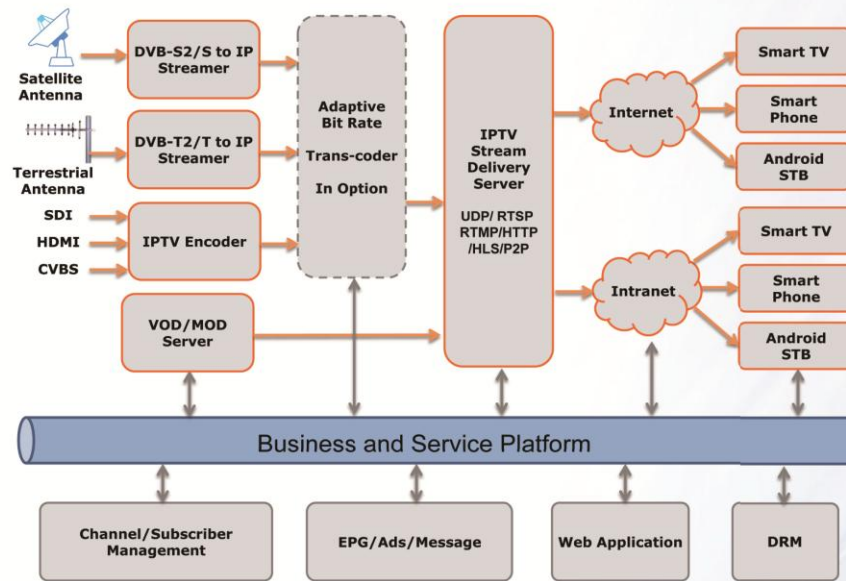 DVB-S2/S to IP
Streamer
Satellite
Antenna
DVB-T2/T to IP
Streamer
Terrestrial
Antenna
SDI
HDMI
CVBS
IPTV Encoder
VOD/MOD
Server
Adaptive
Bit Rate
Trans-coder
In Option
IPTV
Stream
Delivery
Server
UDP/ RTSP
RTMP/HTTP
/HLS/P2P
Internet
Smart TV
Smart
Phone
Android
STB
Intranet
Smart TV
Smart
Phone
Android
STB
Business and Service Platform
Channel/Subscriber
Management
EPG/Ads/Message
Web Application
DRM